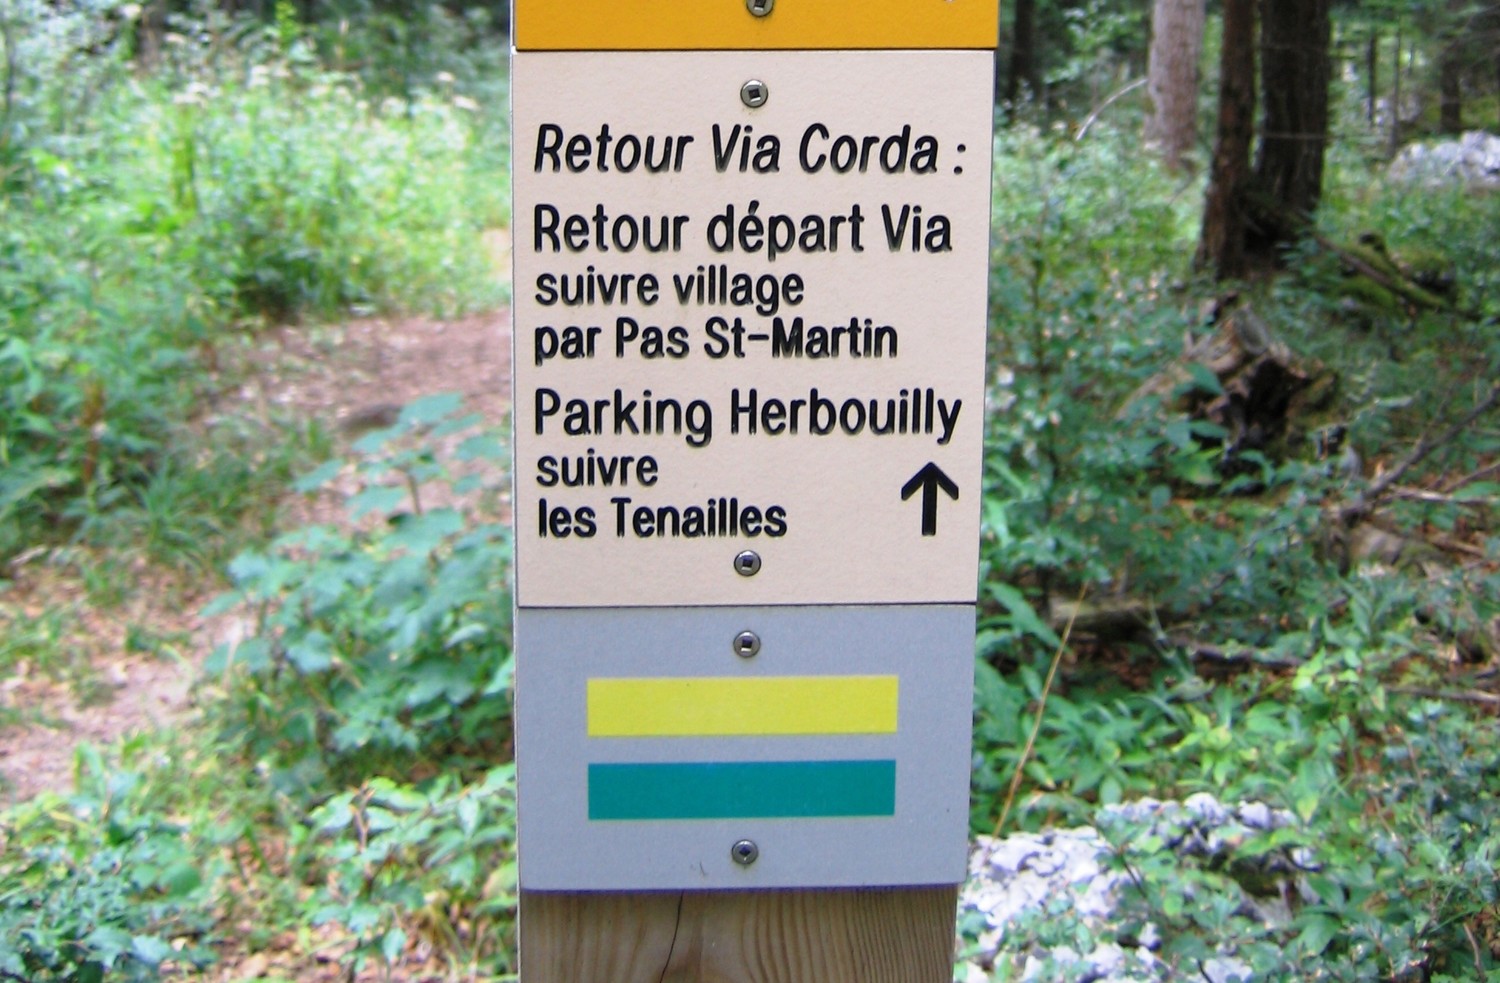 Retour Via Corda :
Retour départ Via
suivre village
par Pas St-Martin
Parking Herbouilly
suivre
les Tenailles